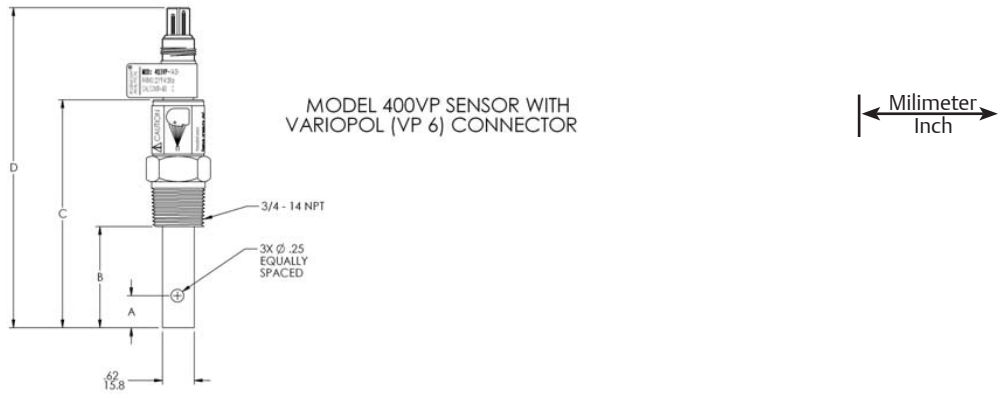 MODEL 400VP SENSOR WITH
VARIOPOL (VP 6) CONNECTOR
Milimeter
Inch
CAUTION
D
C
3/4 - 14 NPT
3X Ø .25
EQUALLY
SPACED
B
A
.62
15.8